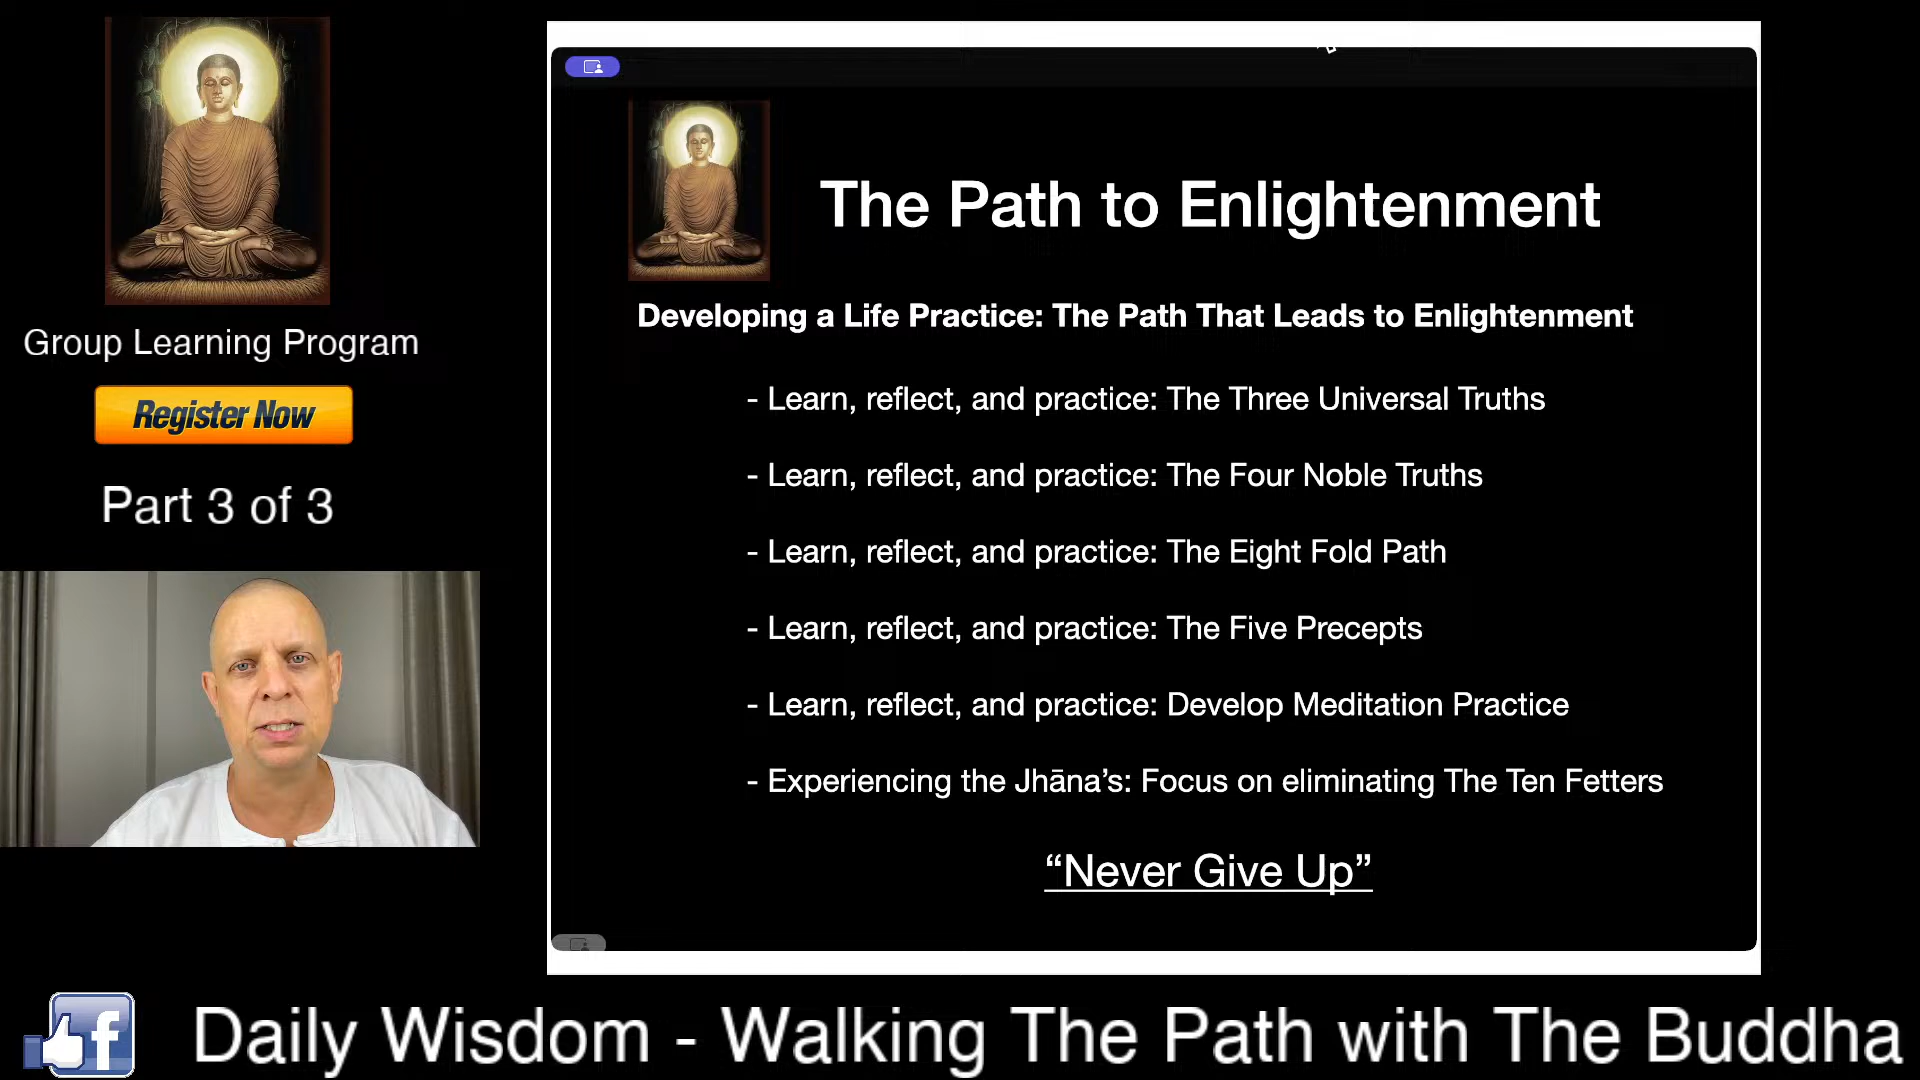 Group Learning Program
Register Now
Part 3 of 3
The Path to Enlightenment
Developing a Life Practice: The Path That Leads to Enlightenment
- Learn, reflect, and practice: The Three Universal Truths
- Learn, reflect, and practice: The Four Noble Truths
- Learn, reflect, and practice: The Eight Fold Path
- Learn, reflect, and practice: The Five Precepts
- Learn, reflect, and practice: Develop Meditation Practice
- Experiencing the Jhāna’s: Focus on eliminating The Ten Fetters
“Never Give Up”
f
Daily Wisdom - Walking The Path with The Buddha